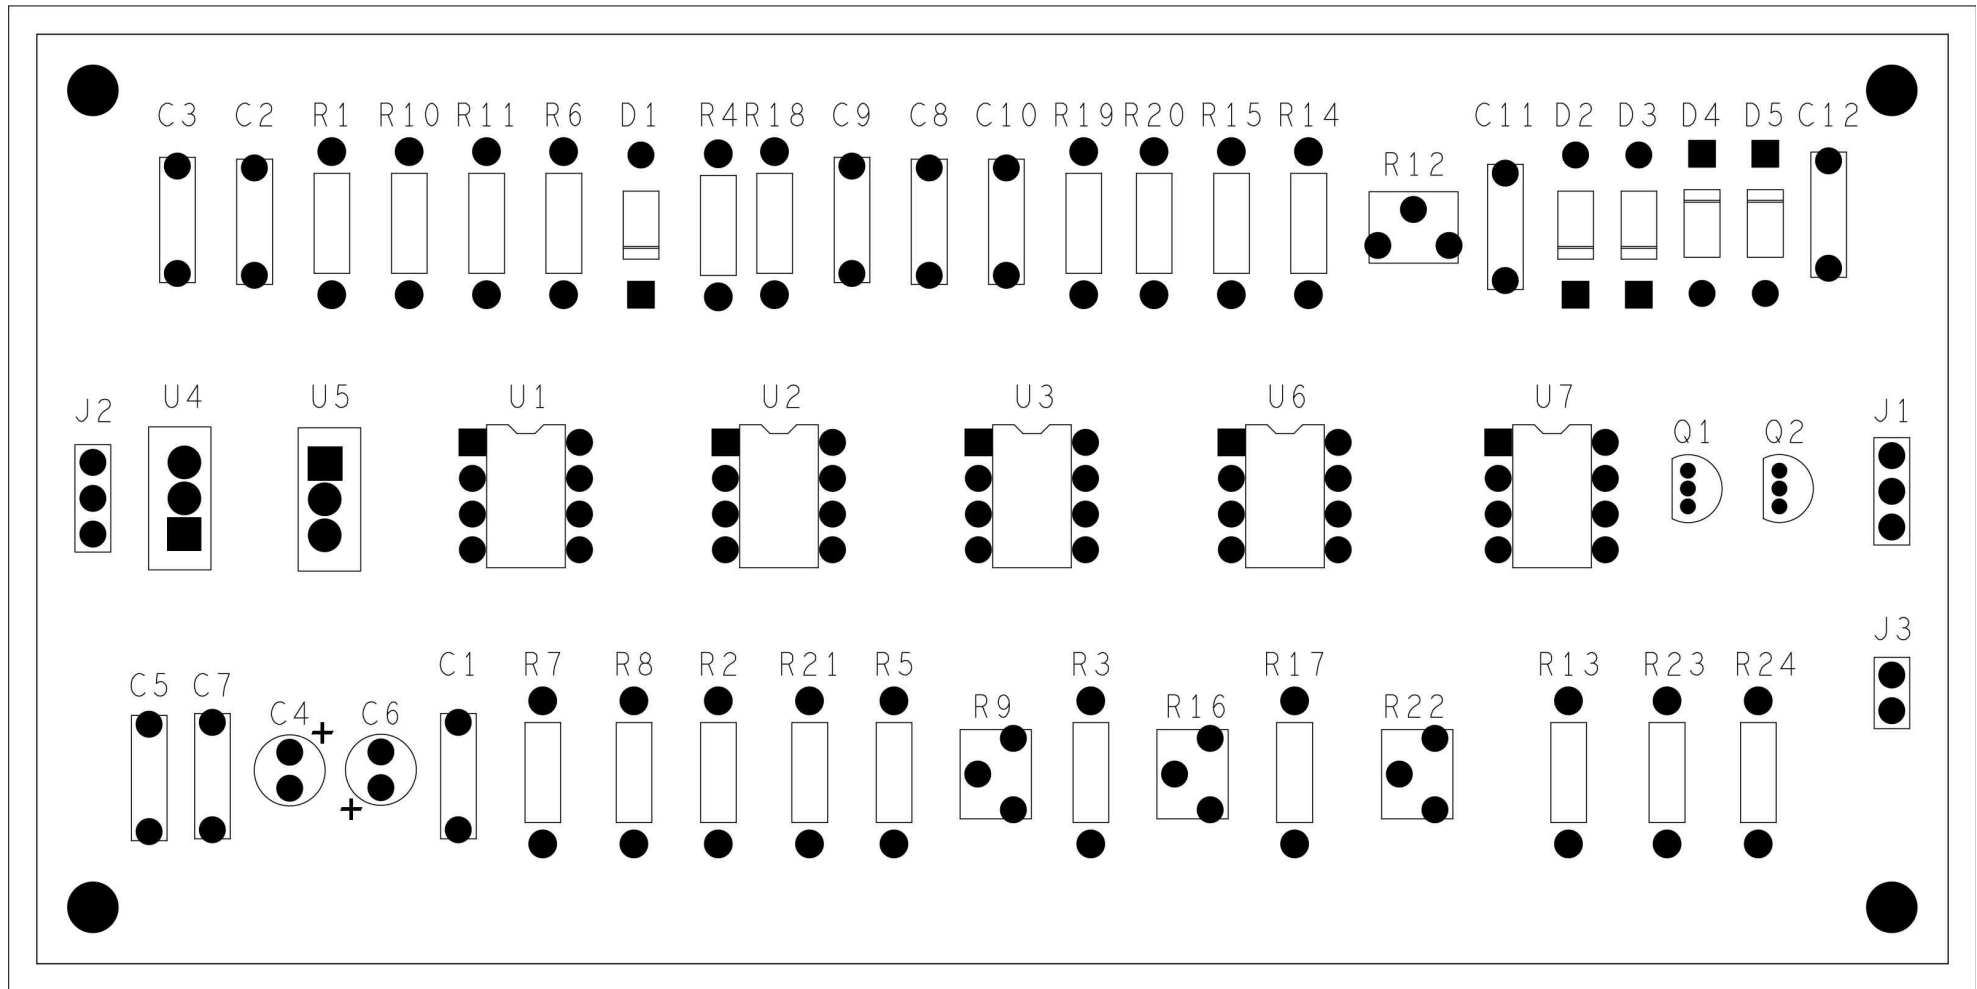 C3 C2 R1 R10 R11 R6 D1 R4 R18 C9 C8 C10 R19 R20 R15 R14 C11 D2 D3 D4 D5 C12
R12
U4 U5 U1 U2 U3 U6 U7
J2 J1
Q1 Q2
J3
C1 R7 R8 R2 R21 R5 R3 R17 R13 R23 R24
C5 C7
C4 C6 R9 R16 R22
+
+